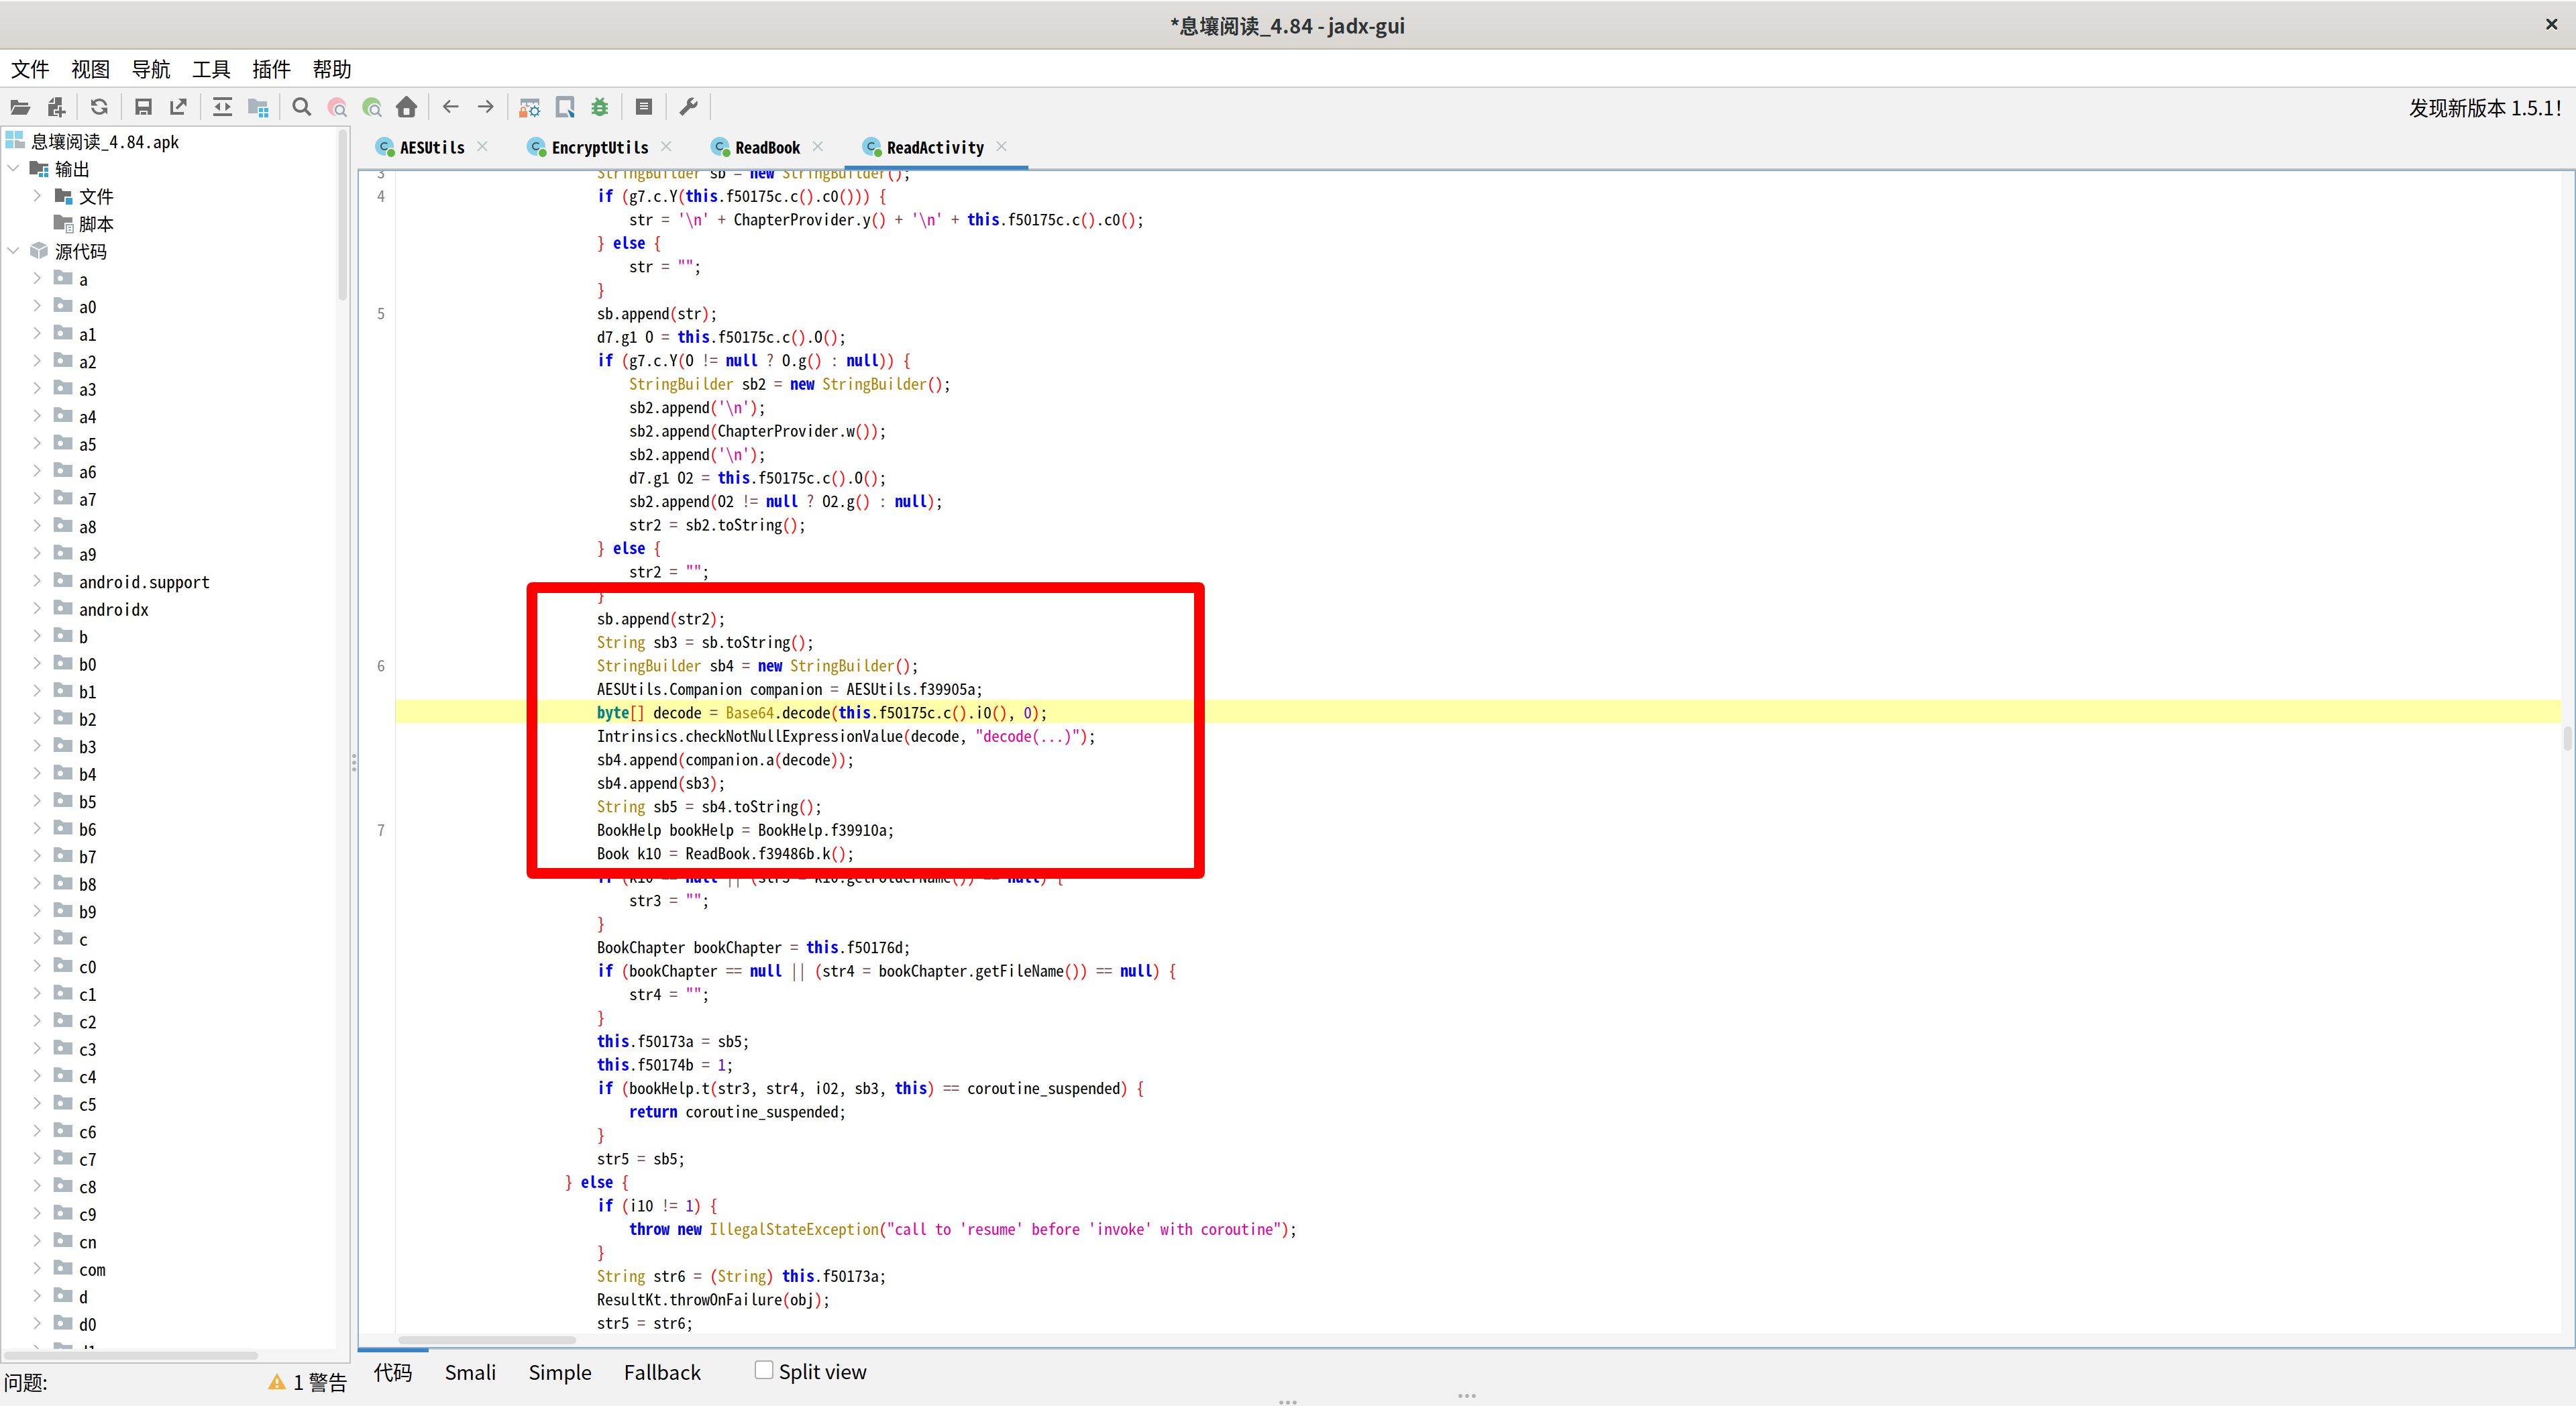 *息壤阅读_4.84 - jadx-gui
文件 视图 导航 工具 插件 帮助
发现新版本 1.5.1!
息壤阅读_4.84.apk
输出
文件
脚本
源代码
a
a0
a1
a2
a3
a4
a5
a6
a7
a8
a9
android.support
androidx
b
b0
b1
b2
b3
b4
b5
b6
b7
b8
b9
c
c0
c1
c2
c3
c4
c5
c6
c7
c8
c9
cn
com
d
d0
问题:
1 警告
AESUtils EncryptUtils ReadBook ReadActivity
3 StringBuilder sb = new StringBuilder();
4 if (g7.c.Y(this.f50175c.c().c0())) {
str = '\n' + ChapterProvider.y() + '\n' + this.f50175c.c().c0();
} else {
str = "";
}
5 sb.append(str);
d7.g1 O = this.f50175c.c().O();
if (g7.c.Y(O != null ? O.g() : null)) {
StringBuilder sb2 = new StringBuilder();
sb2.append('\n');
sb2.append(ChapterProvider.w());
sb2.append('\n');
d7.g1 O2 = this.f50175c.c().O();
sb2.append(O2 != null ? O2.g() : null);
str2 = sb2.toString();
} else {
str2 = "";
}
sb.append(str2);
String sb3 = sb.toString();
6 StringBuilder sb4 = new StringBuilder();
AESUtils.Companion companion = AESUtils.f39905a;
byte[] decode = Base64.decode(this.f50175c.c().i0(), 0);
Intrinsics.checkNotNullExpressionValue(decode, "decode(...)");
sb4.append(companion.a(decode));
sb4.append(sb3);
String sb5 = sb4.toString();
7 BookHelp bookHelp = BookHelp.f39910a;
Book k10 = ReadBook.f39486b.k();
if (k10 == null || (str3 = k10.getFolderName()) == null) {
str3 = "";
}
BookChapter bookChapter = this.f50176d;
if (bookChapter == null || (str4 = bookChapter.getFileName()) == null) {
str4 = "";
}
this.f50173a = sb5;
this.f50174b = 1;
if (bookHelp.t(str3, str4, i02, sb3, this) == coroutine_suspended) {
return coroutine_suspended;
}
str5 = sb5;
} else {
if (i10 != 1) {
throw new IllegalStateException("call to 'resume' before 'invoke' with coroutine");
}
String str6 = (String) this.f50173a;
ResultKt.throwOnFailure(obj);
str5 = str6;
代码 Smali Simple Fallback Split view